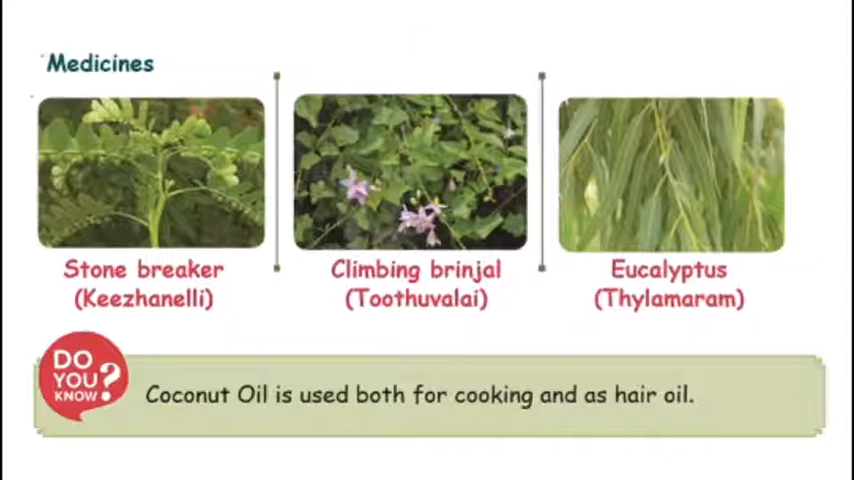 Medicines
Stone breaker
(Keezhanelli)
Climbing brinjal
(Toothuvalai)
Eucalyptus
(Thylamaram)
DO
YOU
KNOW
?
Coconut Oil is used both for cooking and as hair oil.